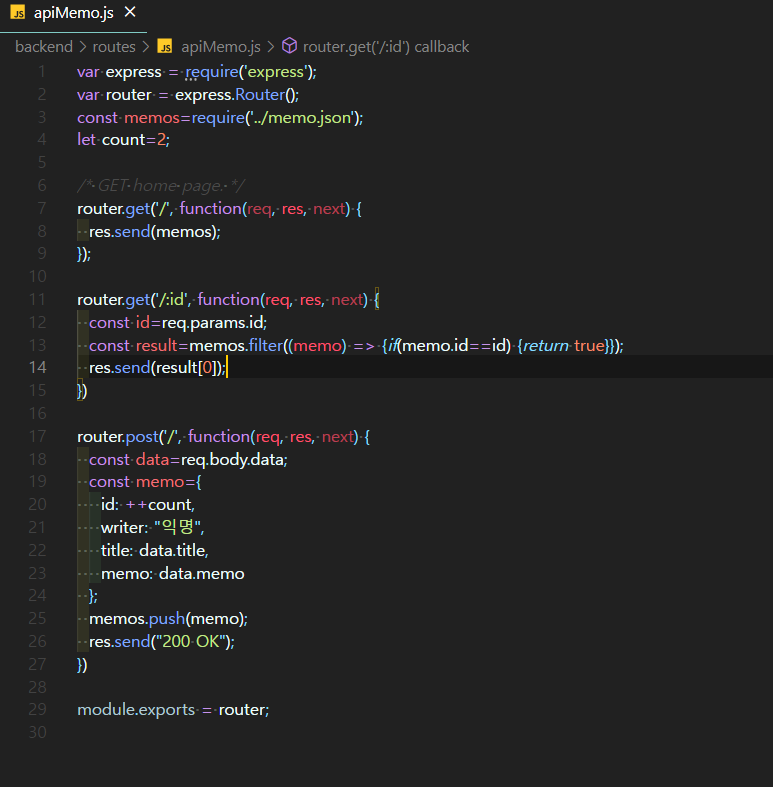 JS apiMemo.js ×
backend > routes > JS apiMemo.js > router.get('/:id') callback
1 var express = require('express');
2 var router = express.Router();
3 const memos=require('../memo.json');
4 let count=2;
5
6 /* GET home page. */
7 router.get('/', function(req, res, next) {
8   res.send(memos);
9 });
10
11 router.get('/:id', function(req, res, next) {
12   const id=req.params.id;
13   const result=memos.filter((memo) => {if(memo.id==id) {return true}});
14   res.send(result[0]);
15 })
16
17 router.post('/', function(req, res, next) {
18   const data=req.body.data;
19   const memo={
20     id: ++count,
21     writer: "익명",
22     title: data.title,
23     memo: data.memo
24   };
25   memos.push(memo);
26   res.send("200 OK");
27 })
28
29 module.exports = router;
30